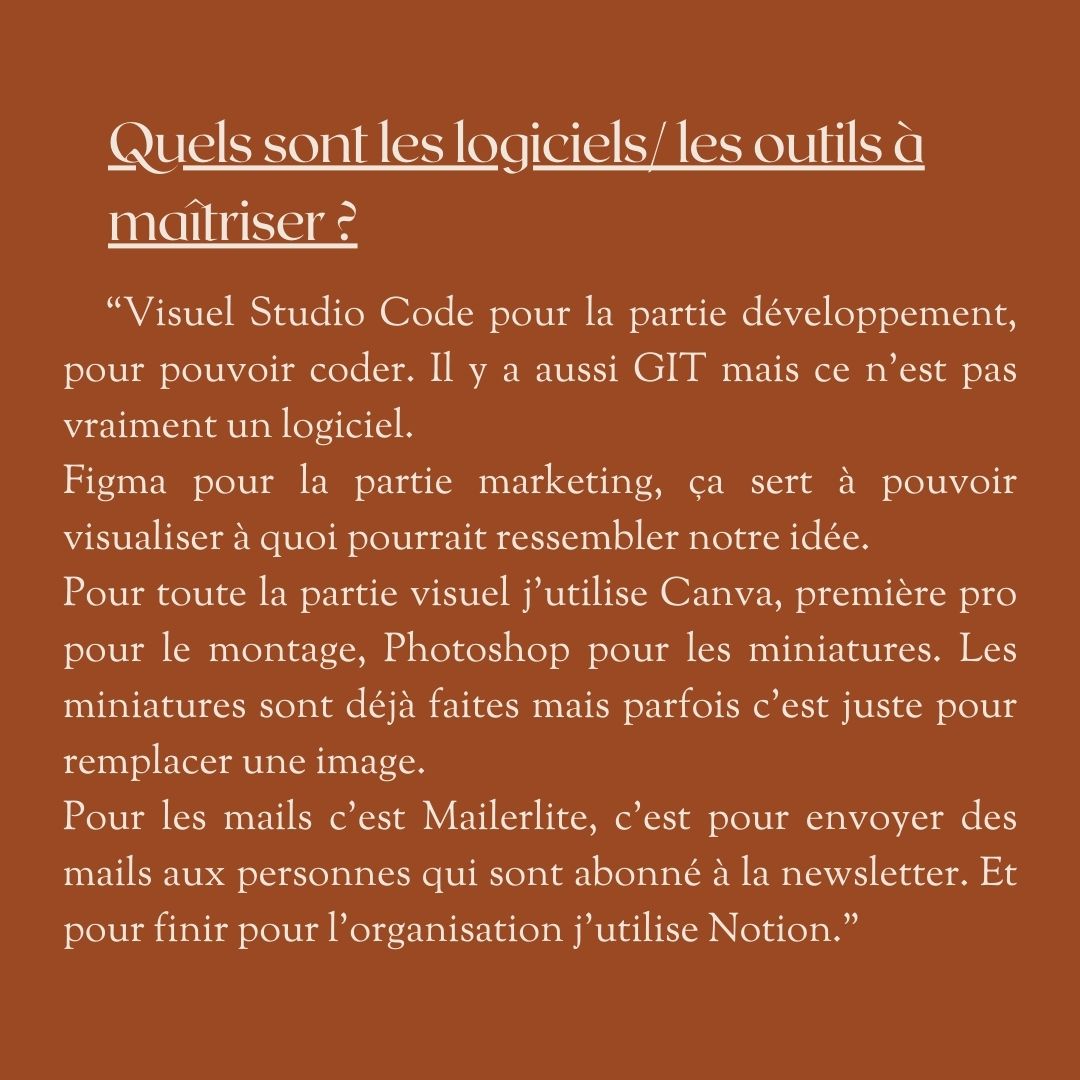 Quels sont les logiciels/ les outils à
maîtriser ?
“Visuel Studio Code pour la partie développement,
pour pouvoir coder. Il y a aussi GIT mais ce n’est pas
vraiment un logiciel.
Figma pour la partie marketing, ça sert à pouvoir
visualiser à quoi pourrait ressembler notre idée.
Pour toute la partie visuel j’utilise Canva, première pro
pour le montage, Photoshop pour les miniatures. Les
miniatures sont déjà faites mais parfois c’est juste pour
remplacer une image.
Pour les mails c’est Mailerlite, c’est pour envoyer des
mails aux personnes qui sont abonné à la newsletter. Et
pour finir pour l’organisation j’utilise Notion.”